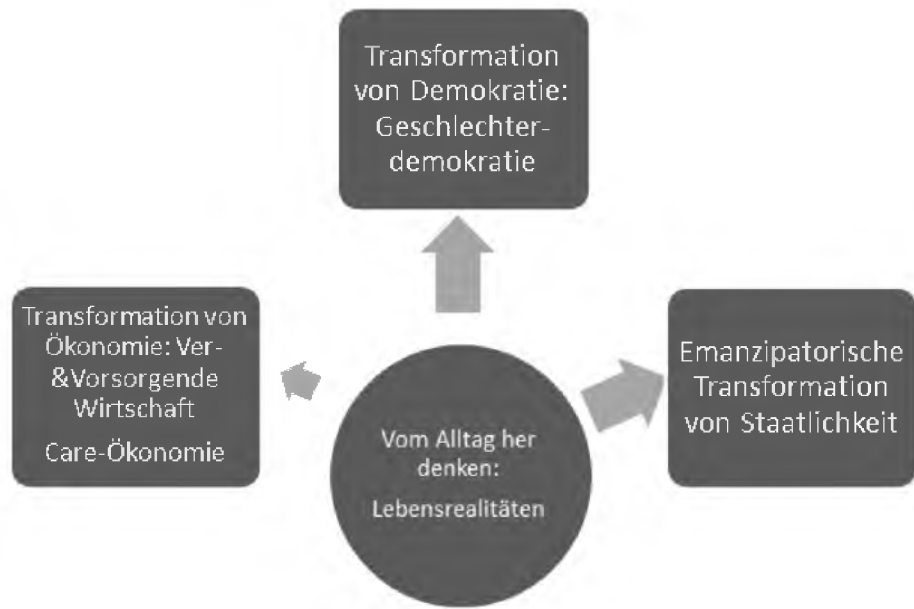 Transformation
von Demokratie:
Geschlechter-
demokratie
Transformation von
Ökonomie: Ver-
&Vorsorgende
Wirtschaft
Care-Ökonomie
Vom Alltag her
denken:
Lebensrealitäten
Emanzipatorische
Transformation
von Staatlichkeit